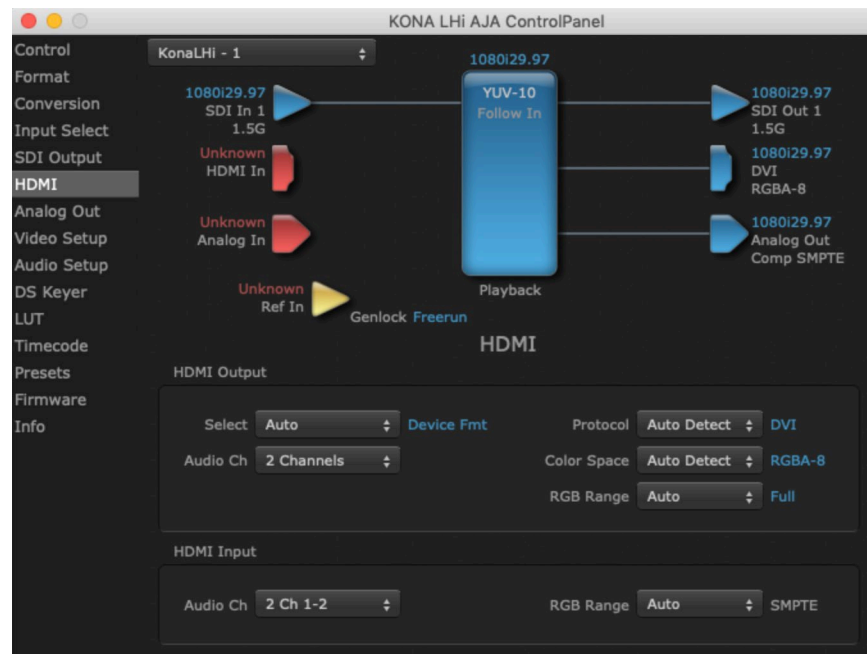 KONA LHi AJA ControlPanel
Control
Format
Conversion
Input Select
SDI Output
HDMI
Analog Out
Video Setup
Audio Setup
DS Keyer
LUT
Timecode
Presets
Firmware
Info
KonaLHi - 1
1080i29.97
1080i29.97
SDI In 1
1.5G
Unknown
HDMI In
Unknown
Analog In
Unknown
Ref In
Genlock Freerun
YUV-10
Follow In
Playback
1080i29.97
SDI Out 1
1.5G
1080i29.97
DVI
RGBA-8
1080i29.97
Analog Out
Comp SMPTE
HDMI
HDMI Output
Select Auto Device Fmt Protocol Auto Detect DVI
Audio Ch 2 Channels Color Space Auto Detect RGBA-8
RGB Range Auto Full
HDMI Input
Audio Ch 2 Ch 1-2 RGB Range Auto SMPTE